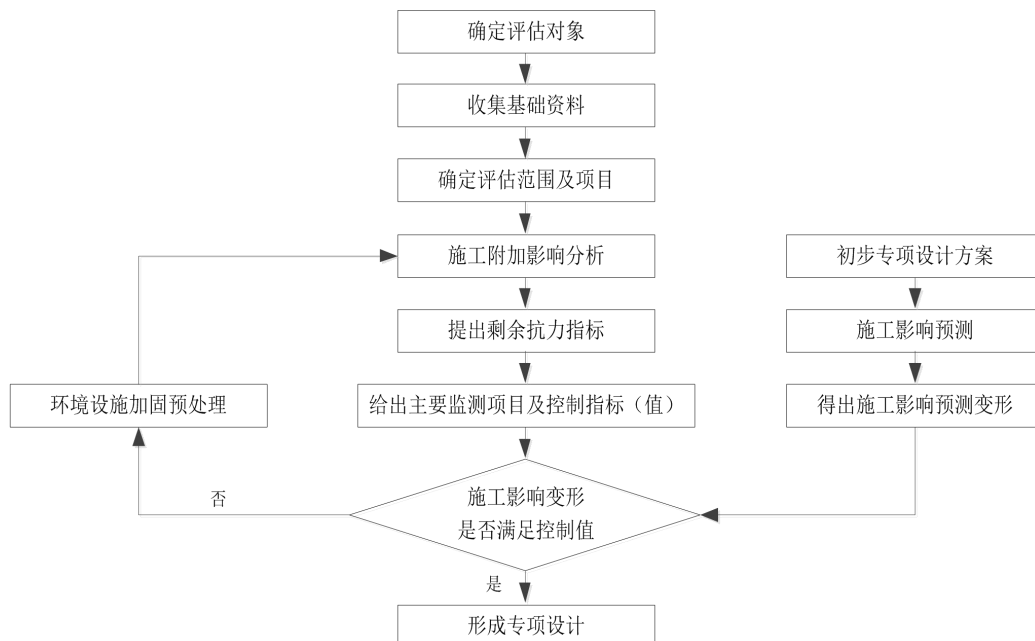 确定评估对象
收集基础资料
确定评估范围及项目
施工附加影响分析
初步专项设计方案
提出剩余抗力指标
施工影响预测
环境设施加固预处理
给出主要监测项目及控制指标（值）
得出施工影响预测变形
否
施工影响变形
是否满足控制值
是
形成专项设计